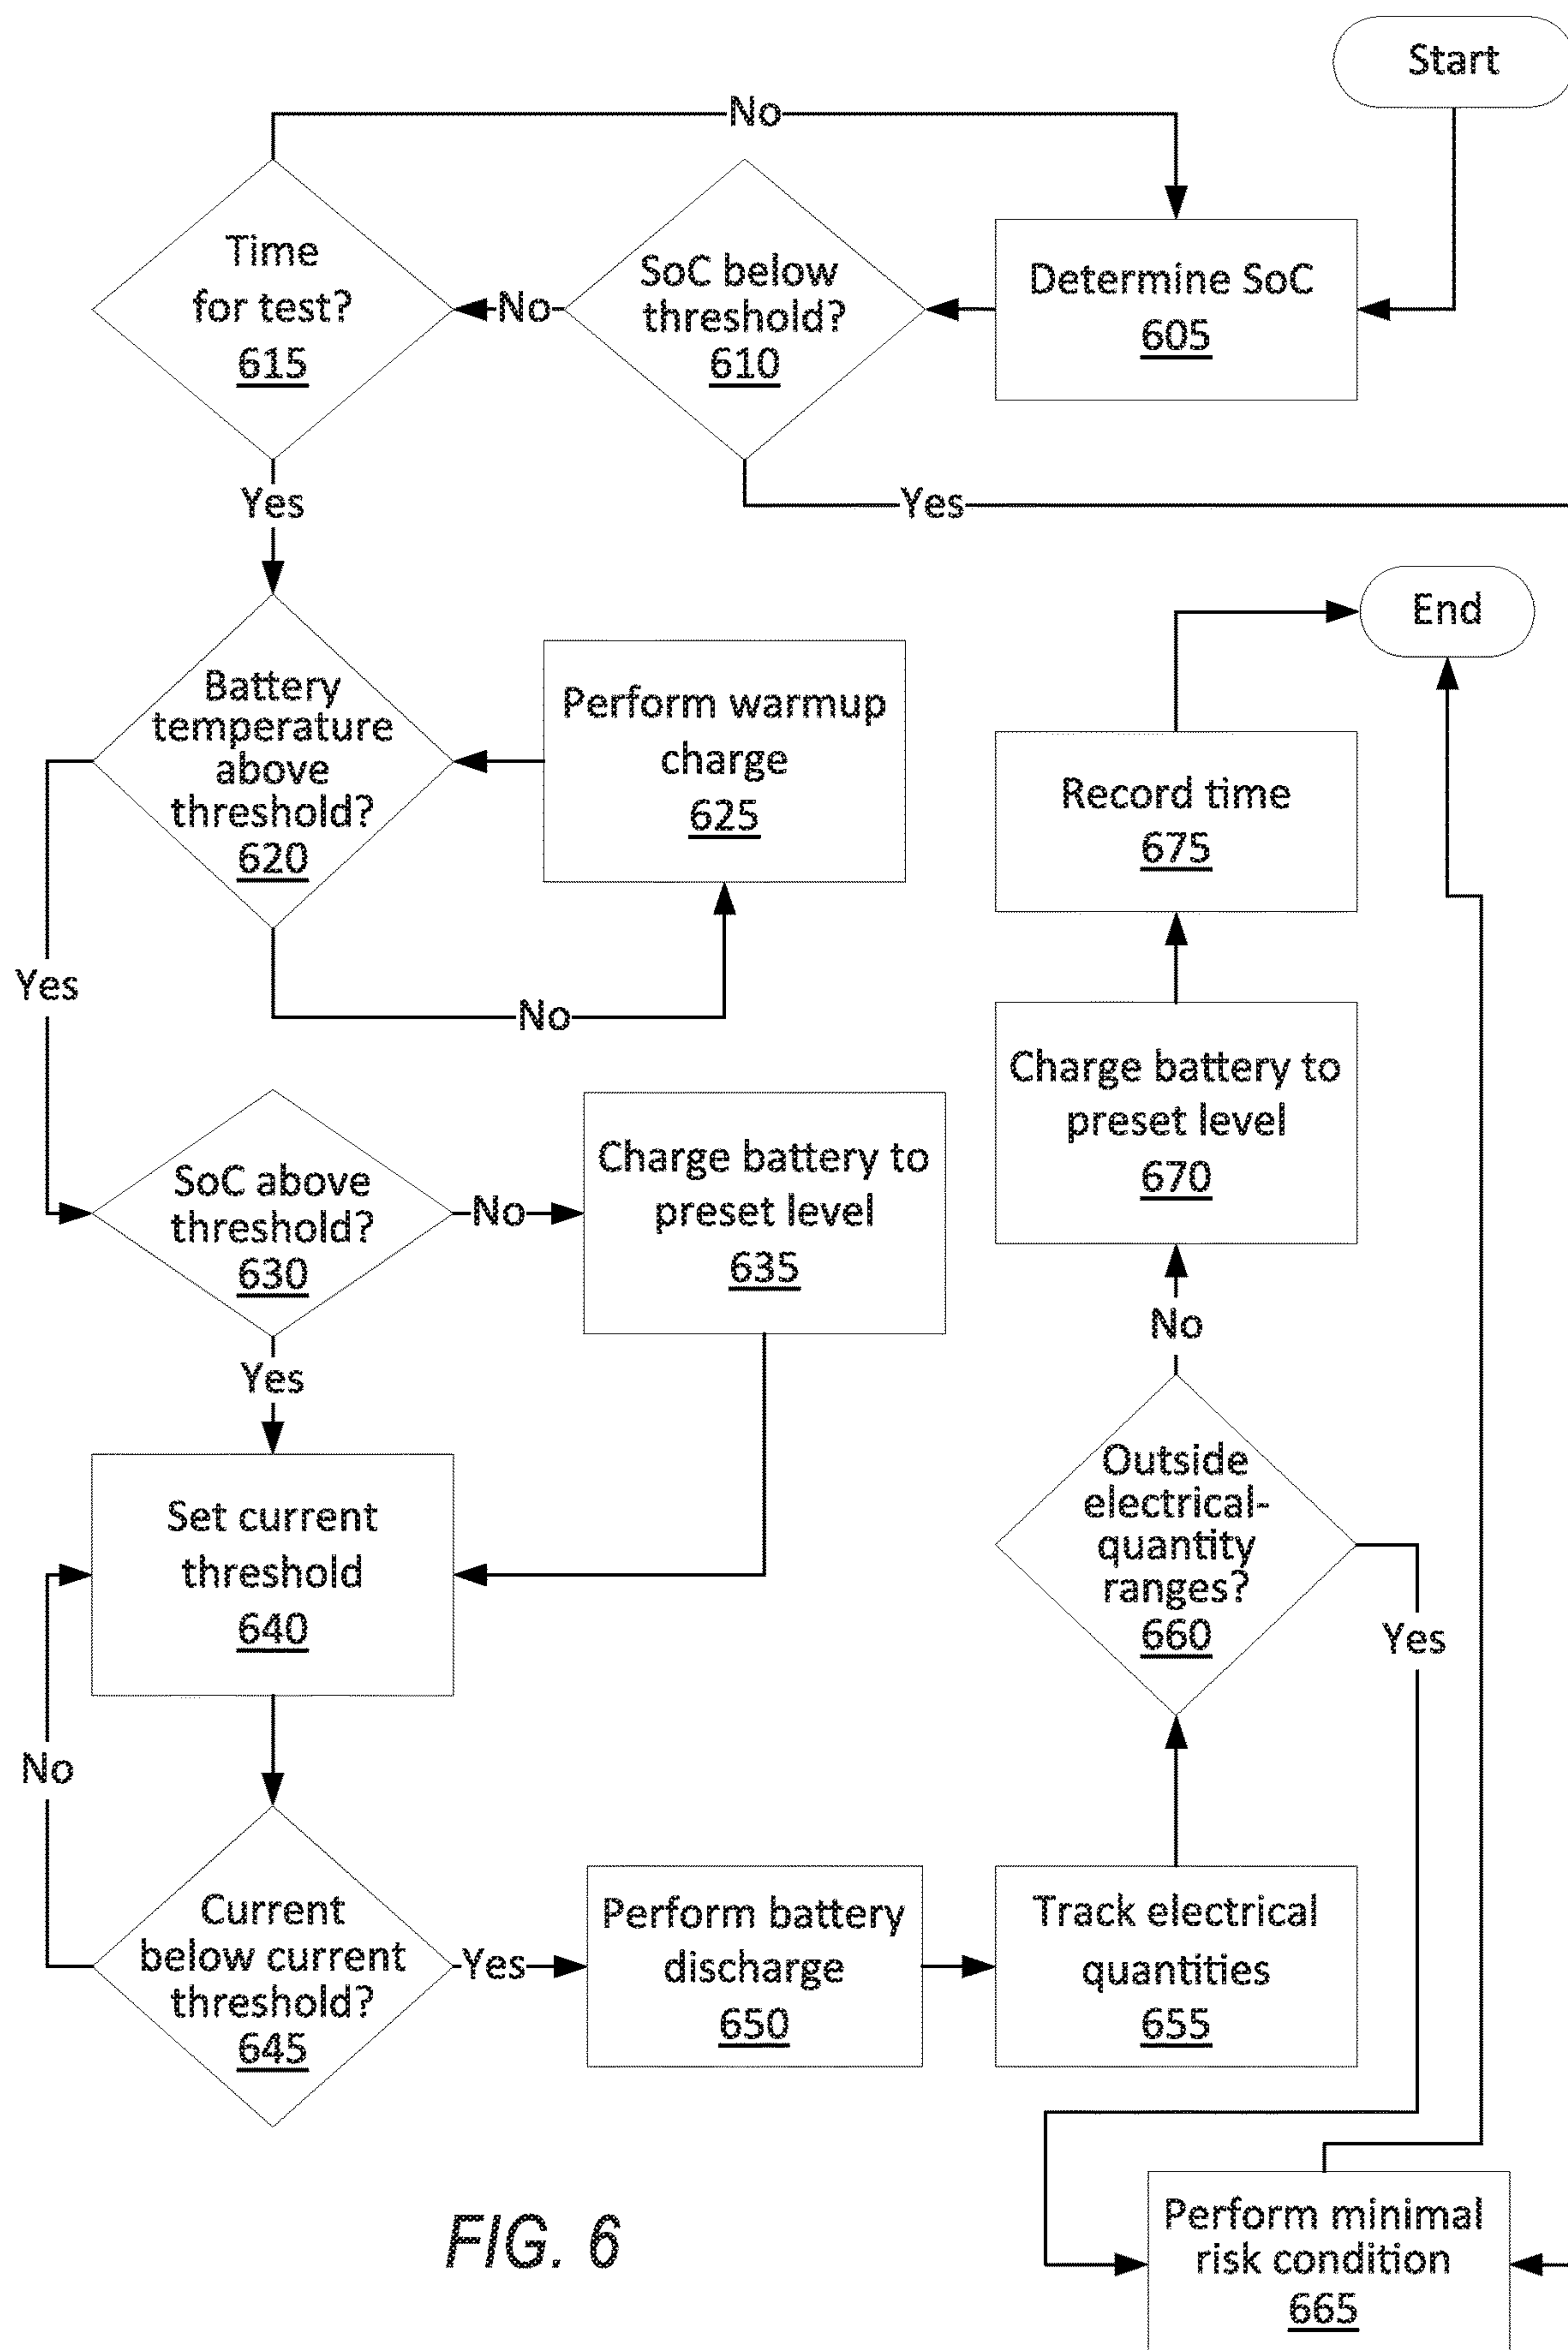 Start
No
Time
for test?
615
No
SoC below
threshold?
610
Determine SoC
605
Yes
Yes
End
Battery
temperature
above
threshold?
620
Perform warmup
charge
625
Record time
675
Yes
No
Charge battery to
preset level
670
SoC above
threshold?
630
No
Charge battery to
preset level
635
No
Yes
Outside
electrical-
quantity
ranges?
660
Set current
threshold
640
Yes
No
Current
below current
threshold?
645
Yes
Perform battery
discharge
650
Track electrical
quantities
655
FIG. 6
Perform minimal
risk condition
665